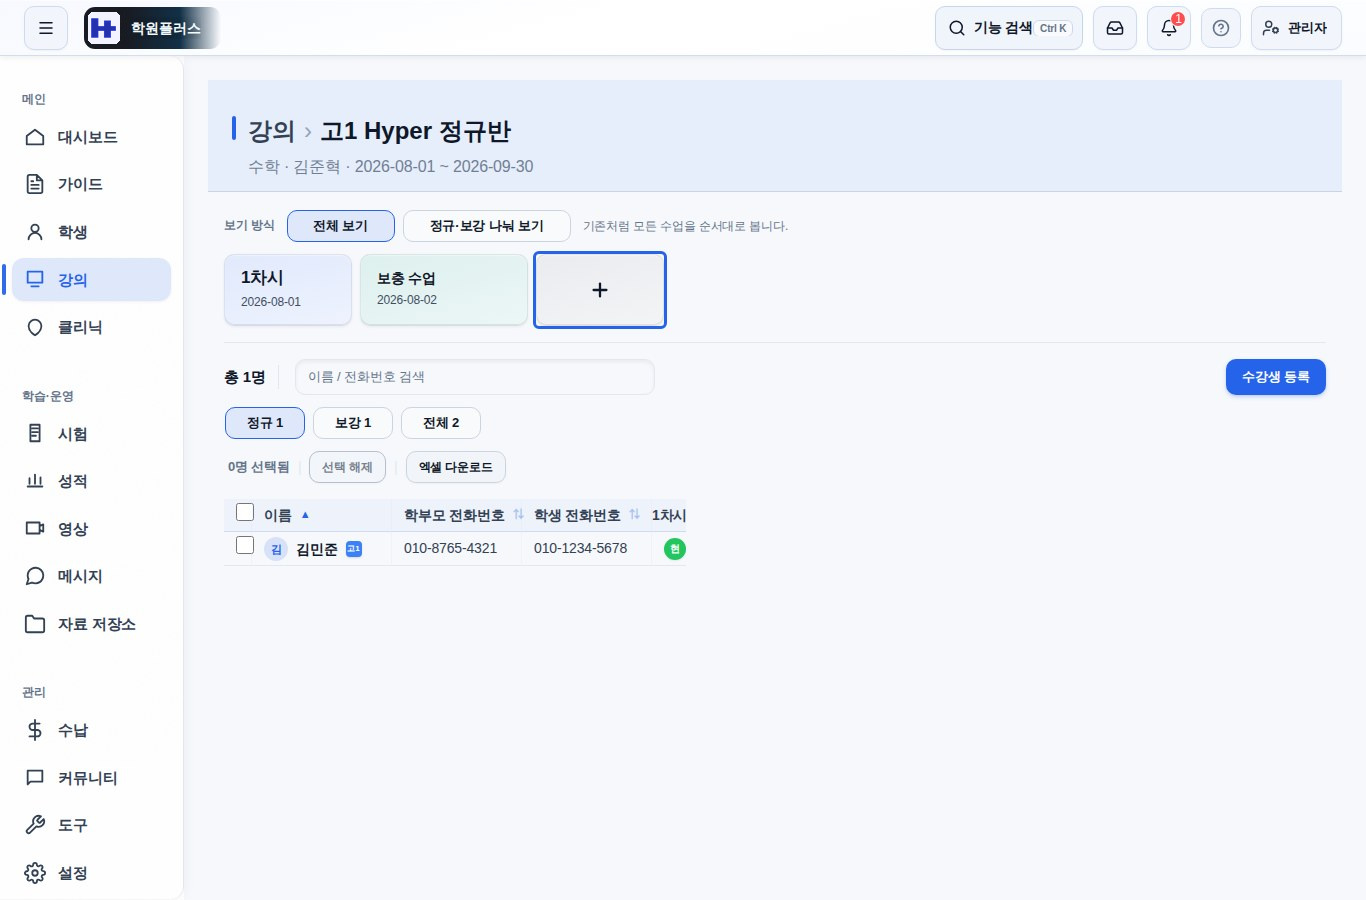 학원플러스
기능 검색 Ctrl K
1
관리자
메인
대시보드
가이드
학생
강의
클리닉
학습·운영
시험
성적
영상
메시지
자료 저장소
관리
수납
커뮤니티
도구
설정
강의 › 고1 Hyper 정규반
수학 · 김준혁 · 2026-08-01 ~ 2026-09-30
보기 방식 전체 보기 정규·보강 나눠 보기 기존처럼 모든 수업을 순서대로 봅니다.
1차시
2026-08-01
보충 수업
2026-08-02
+
총 1명 이름 / 전화번호 검색 수강생 등록
정규 1 보강 1 전체 2
0명 선택됨 선택 해제 엑셀 다운로드
이름 ▲ 학부모 전화번호 학생 전화번호 1차시
김 김민준 고1 010-8765-4321 010-1234-5678 현